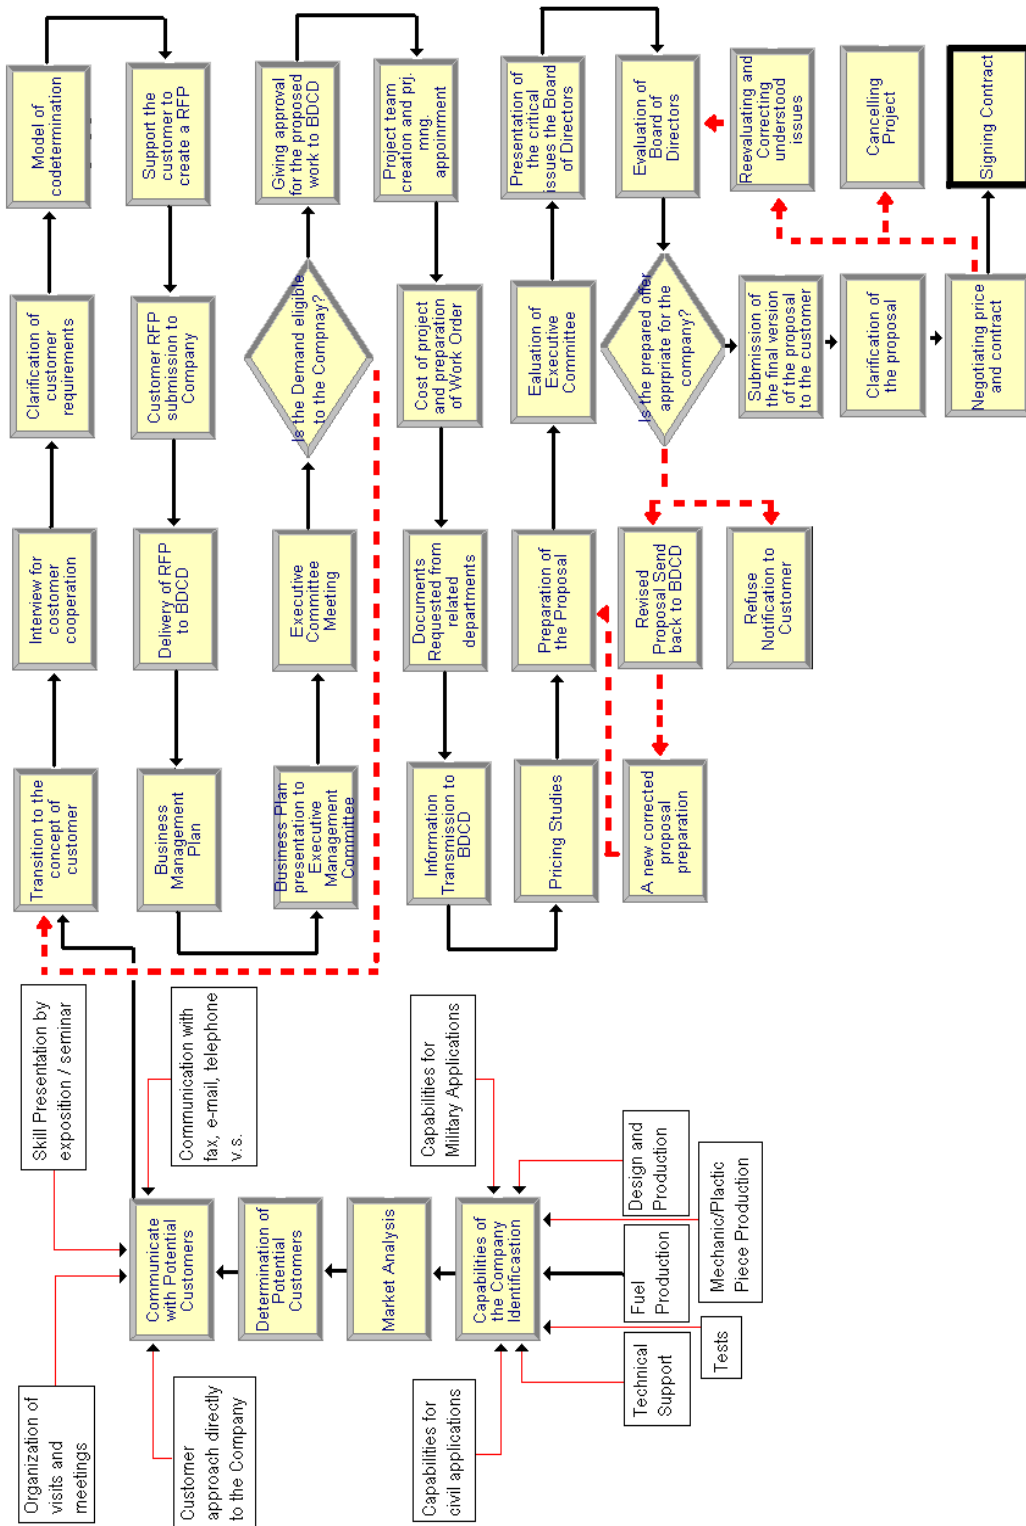 Organization of
visits and
meetings
Skill Presentation by
exposition / seminar
Customer
approach directly
to the Company
Communicate
with Potential
Customers
Communication with
fax, e-mail, telephone
v.s.
Determination of
Potential
Customers
Market Analysis
Capabilities for
civil applications
Capabilities of
the Company
Identificastion
Capabilities for
Military Applications
Technical
Support
Tests
Fuel
Production
Mechanic/Plactic
Piece Production
Design and
Production
Transition to the
concept of
customer
Interview for
costomer
cooperation
Clarification of
customer
requirements
Model of
codetermination
Support the
customer to
create a RFP
Customer RFP
submission to
Company
Delivery of RFP
to BDCD
Business
Management
Plan
Business Plan
presentation to
Executive
Management
Committee
Executive
Committee
Meeting
Is the Demand eligible
to the Compnay?
Giving approval
for the proposed
work to BDCD
Project team
creation and prj.
mng.
appoinment
Cost of project
and preparation
of Work Order
Documents
Requested from
related
departments
Information
Transmission to
BDCD
Pricing Studies
Preparation of
the Proposal
Ealuation of
Executive
Committee
Presentation of
the critical
issues the Board
of Directors
Evaluation of
Board of
Directors
Is the prepared offer
apprpriate for the
company?
Revised
Proposal Send
back to BDCD
A new corrected
proposal
preparation
Refuse
Notification to
Customer
Submission of
the final version
of the proposal
to the customer
Clarification of
the proposal
Negotiating price
and contract
Reevaluating and
Correcting
understood
issues
Cancelling
Project
Signing Contract